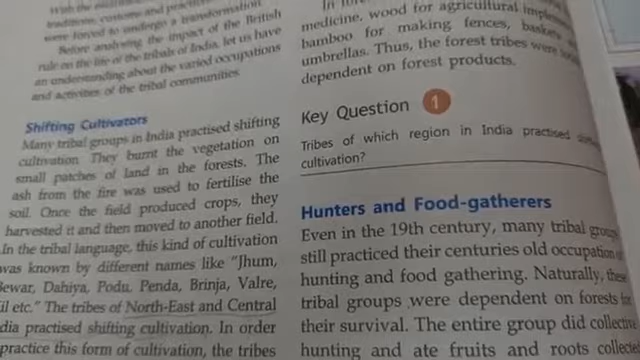 With the
traditions, customs and
were forced to undergo a transformation.
Before analysing the impact of the British
rule on the life of the tribals of India, let us have
an understanding about the varied occupations
and activities of the tribal communities.
Shifting Cultivators
Many tribal groups in India practised shifting
cultivation. They burnt the vegetation on
small patches of land in the forests. The
ash from the fire was used to fertilise the
soil. Once the field produced crops, they
harvested it and then moved to another field.
In the tribal language, this kind of cultivation
was known by different names like "Jhum,
Bewar, Dahiya, Podu, Penda, Brinja, Valre,
il etc." The tribes of North-East and Central
dia practised shifting cultivation. In order
practice this form of cultivation, the tribes
medicine, wood for agricultural
bamboo for making fences, baskets
umbrellas. Thus, the forest tribes were
dependent on forest products.
Key Question 1
Tribes of which region in India practised
cultivation?
Hunters and Food-gatherers
Even in the 19th century, many tribal
still practised their centuries old occupation
hunting and food gathering. Naturally, these
tribal groups were dependent on forests for
their survival. The entire group did collective
hunting and ate fruits and roots collected